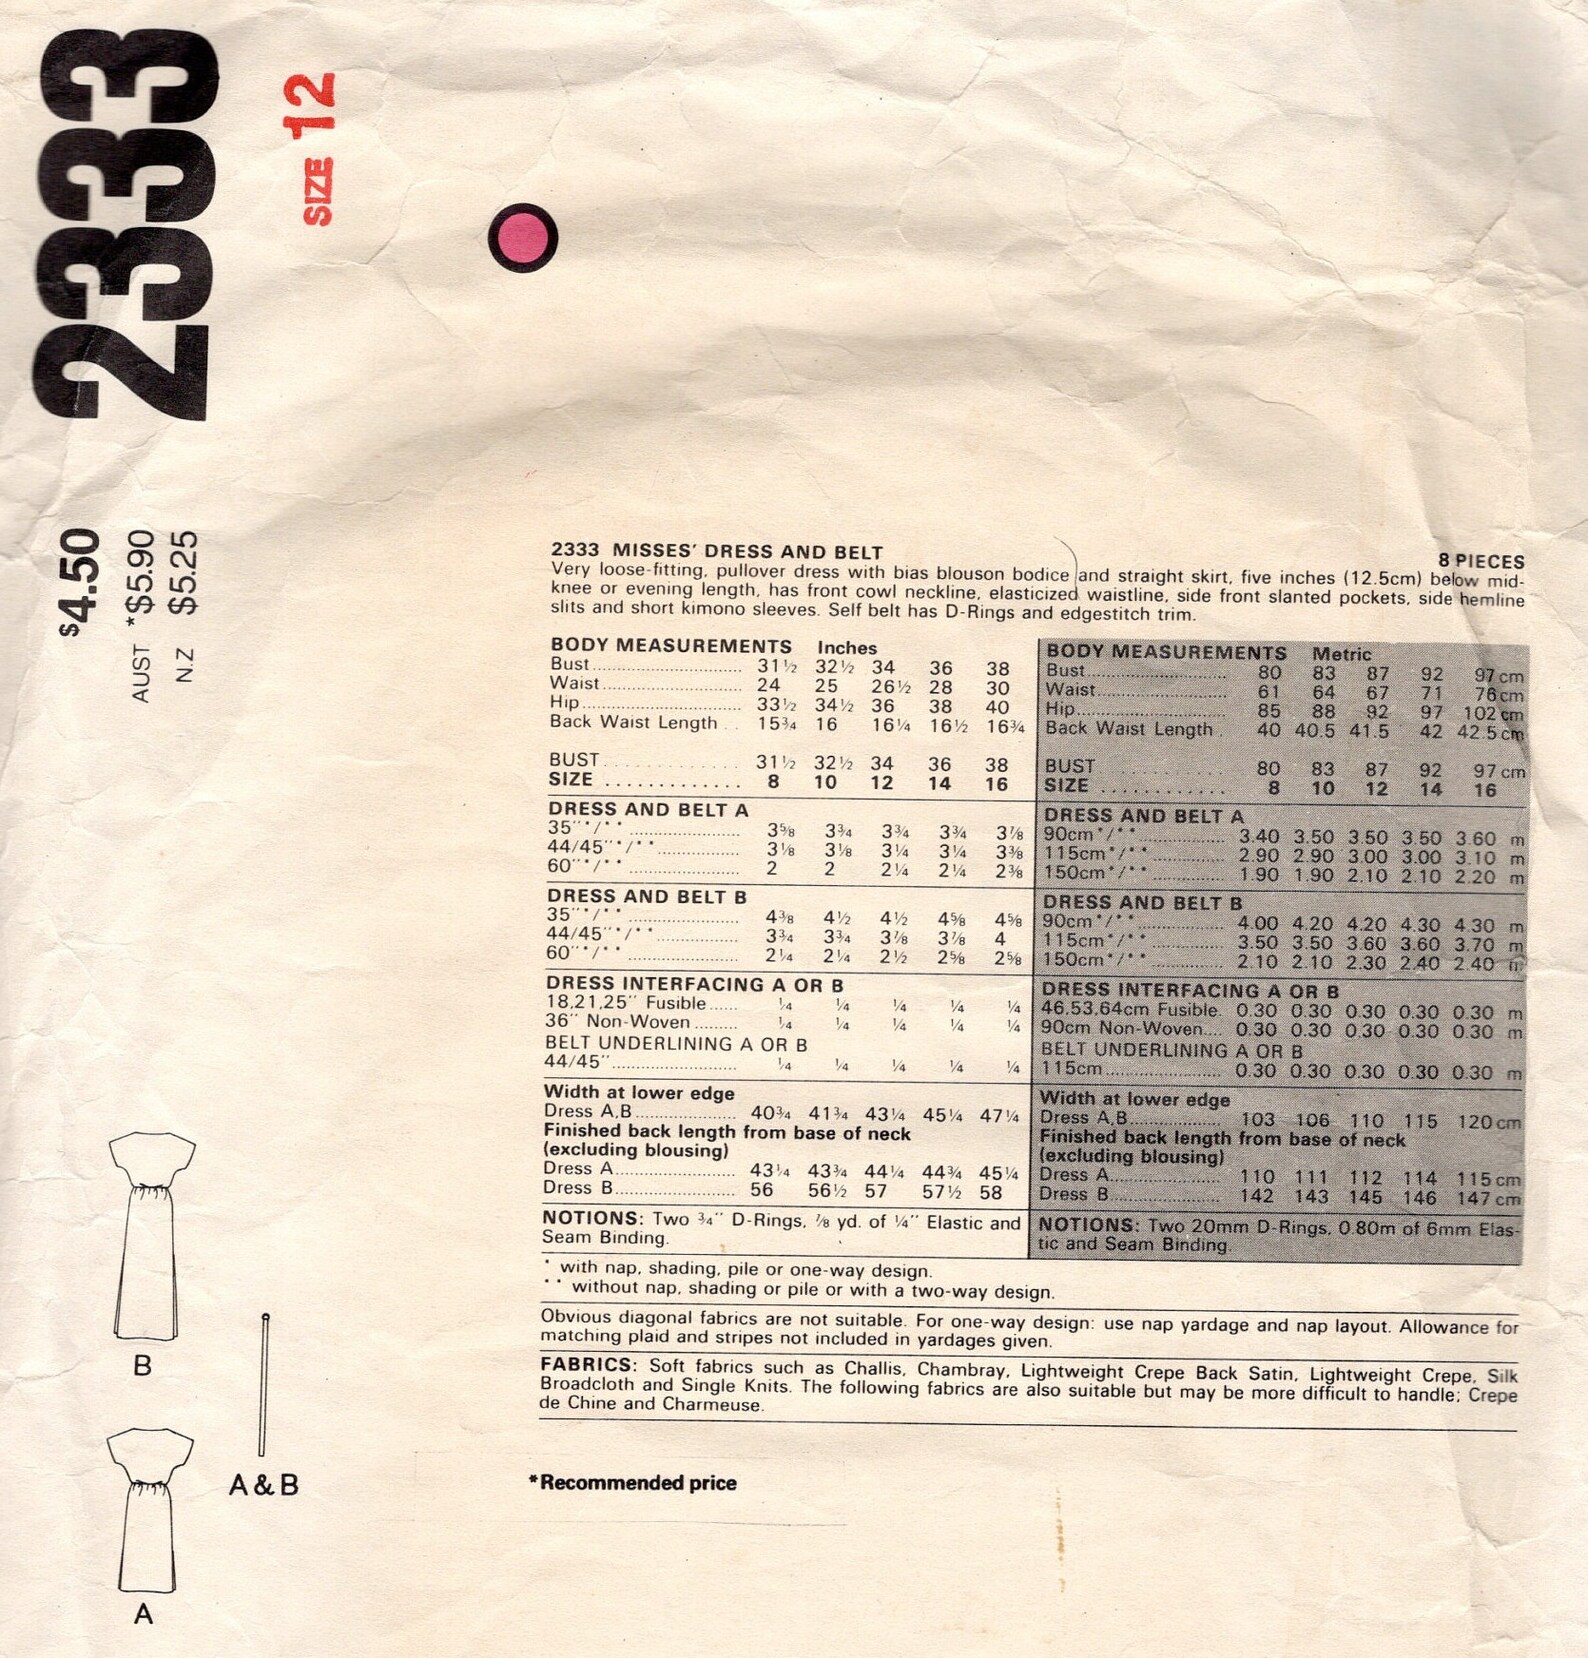 2333
SIZE 12
$4.50
AUST *$5.90
N.Z $5.25
2333 MISSES' DRESS AND BELT
8 PIECES
Very loose-fitting, pullover dress with bias blouson bodice and straight skirt, five inches (12.5cm) below mid-
knee or evening length, has front cowl neckline, elasticized waistline, side front slanted pockets, side hemline
slits and short kimono sleeves. Self belt has D-Rings and edgestitch trim.
BODY MEASUREMENTS Inches
Bust 31½ 32½ 34 36 38
Waist 24 25 26½ 28 30
Hip 33½ 34½ 36 38 40
Back Waist Length 15¾ 16 16¼ 16½ 16¾
BUST 31½ 32½ 34 36 38
SIZE 8 10 12 14 16
DRESS AND BELT A
35"*/** 3⅝ 3¾ 3¾ 3¾ 3⅞
44/45"*/** 3⅛ 3⅛ 3¼ 3¼ 3⅜
60"*/** 2 2 2¼ 2¼ 2⅜
DRESS AND BELT B
35"*/** 4⅜ 4½ 4½ 4⅝ 4⅝
44/45"*/** 3¾ 3¾ 3⅞ 3⅞ 4
60"*/** 2¼ 2¼ 2½ 2⅝ 2⅝
DRESS INTERFACING A OR B
18,21,25" Fusible ¼ ¼ ¼ ¼ ¼
36" Non-Woven ¼ ¼ ¼ ¼ ¼
BELT UNDERLINING A OR B
44/45" ¼ ¼ ¼ ¼ ¼
Width at lower edge
Dress A,B 40¾ 41¾ 43¼ 45¼ 47¼
Finished back length from base of neck
(excluding blousing)
Dress A 43¼ 43¾ 44¼ 44¾ 45¼
Dress B 56 56½ 57 57½ 58
NOTIONS: Two ¾" D-Rings, ⅞ yd. of ¼" Elastic and
Seam Binding.
BODY MEASUREMENTS Metric
Bust 80 83 87 92 97 cm
Waist 61 64 67 71 76 cm
Hip 85 88 92 97 102 cm
Back Waist Length 40 40.5 41.5 42 42.5 cm
BUST 80 83 87 92 97 cm
SIZE 8 10 12 14 16
DRESS AND BELT A
90cm*/** 3.40 3.50 3.50 3.50 3.60 m
115cm*/** 2.90 2.90 3.00 3.00 3.10 m
150cm*/** 1.90 1.90 2.10 2.10 2.20 m
DRESS AND BELT B
90cm*/** 4.00 4.20 4.20 4.30 4.30 m
115cm*/** 3.50 3.50 3.60 3.60 3.70 m
150cm*/** 2.10 2.10 2.30 2.40 2.40 m
DRESS INTERFACING A OR B
46,53,64cm Fusible 0.30 0.30 0.30 0.30 0.30 m
90cm Non-Woven 0.30 0.30 0.30 0.30 0.30 m
BELT UNDERLINING A OR B
115cm 0.30 0.30 0.30 0.30 0.30 m
Width at lower edge
Dress A,B 103 106 110 115 120 cm
Finished back length from base of neck
(excluding blousing)
Dress A 110 111 112 114 115 cm
Dress B 142 143 145 146 147 cm
NOTIONS: Two 20mm D-Rings, 0.80m of 6mm Elas-
tic and Seam Binding.
* with nap, shading, pile or one-way design.
** without nap, shading or pile or with a two-way design.
Obvious diagonal fabrics are not suitable. For one-way design: use nap yardage and nap layout. Allowance for
matching plaid and stripes not included in yardages given.
FABRICS: Soft fabrics such as Challis, Chambray, Lightweight Crepe Back Satin, Lightweight Crepe, Silk
Broadcloth and Single Knits. The following fabrics are also suitable but may be more difficult to handle: Crepe
de Chine and Charmeuse.
*Recommended price
B
A & B
A